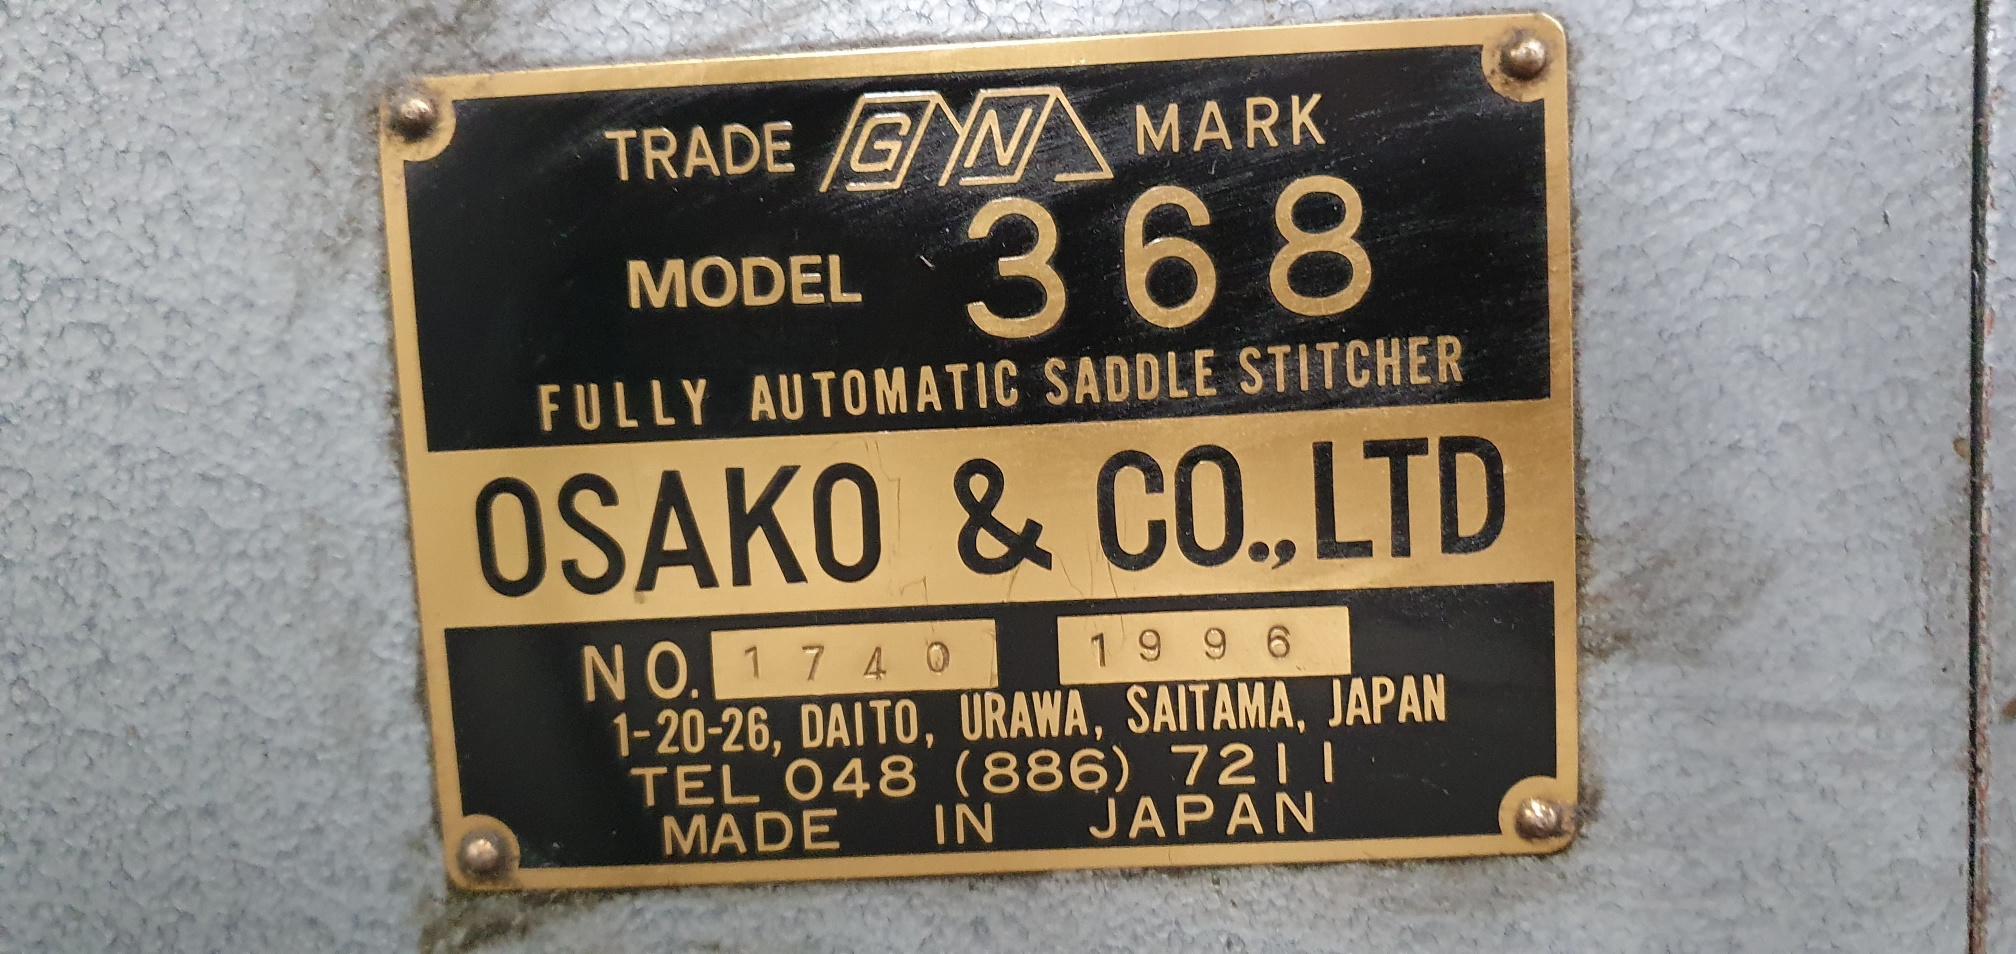 TRADE GN MARK
MODEL 368
FULLY AUTOMATIC SADDLE STITCHER
OSAKO & CO.,LTD
NO. 1740 1996
1-20-26, DAITO, URAWA, SAITAMA, JAPAN
TEL 048 (886) 7211
MADE IN JAPAN